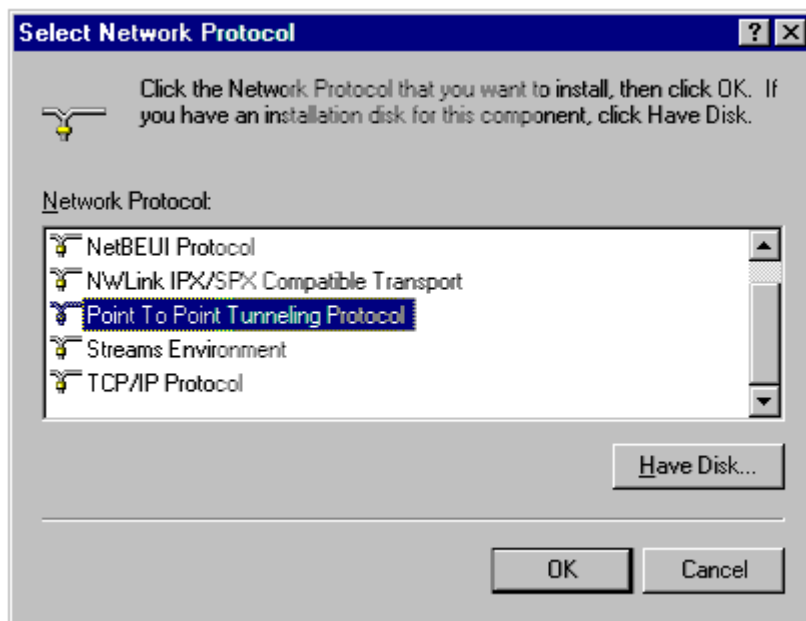 Select Network Protocol
Click the Network Protocol that you want to install, then click OK. If
you have an installation disk for this component, click Have Disk.
Network Protocol:
NetBEUI Protocol
NWLink IPX/SPX Compatible Transport
Point To Point Tunneling Protocol
Streams Environment
TCP/IP Protocol
Have Disk...
OK
Cancel